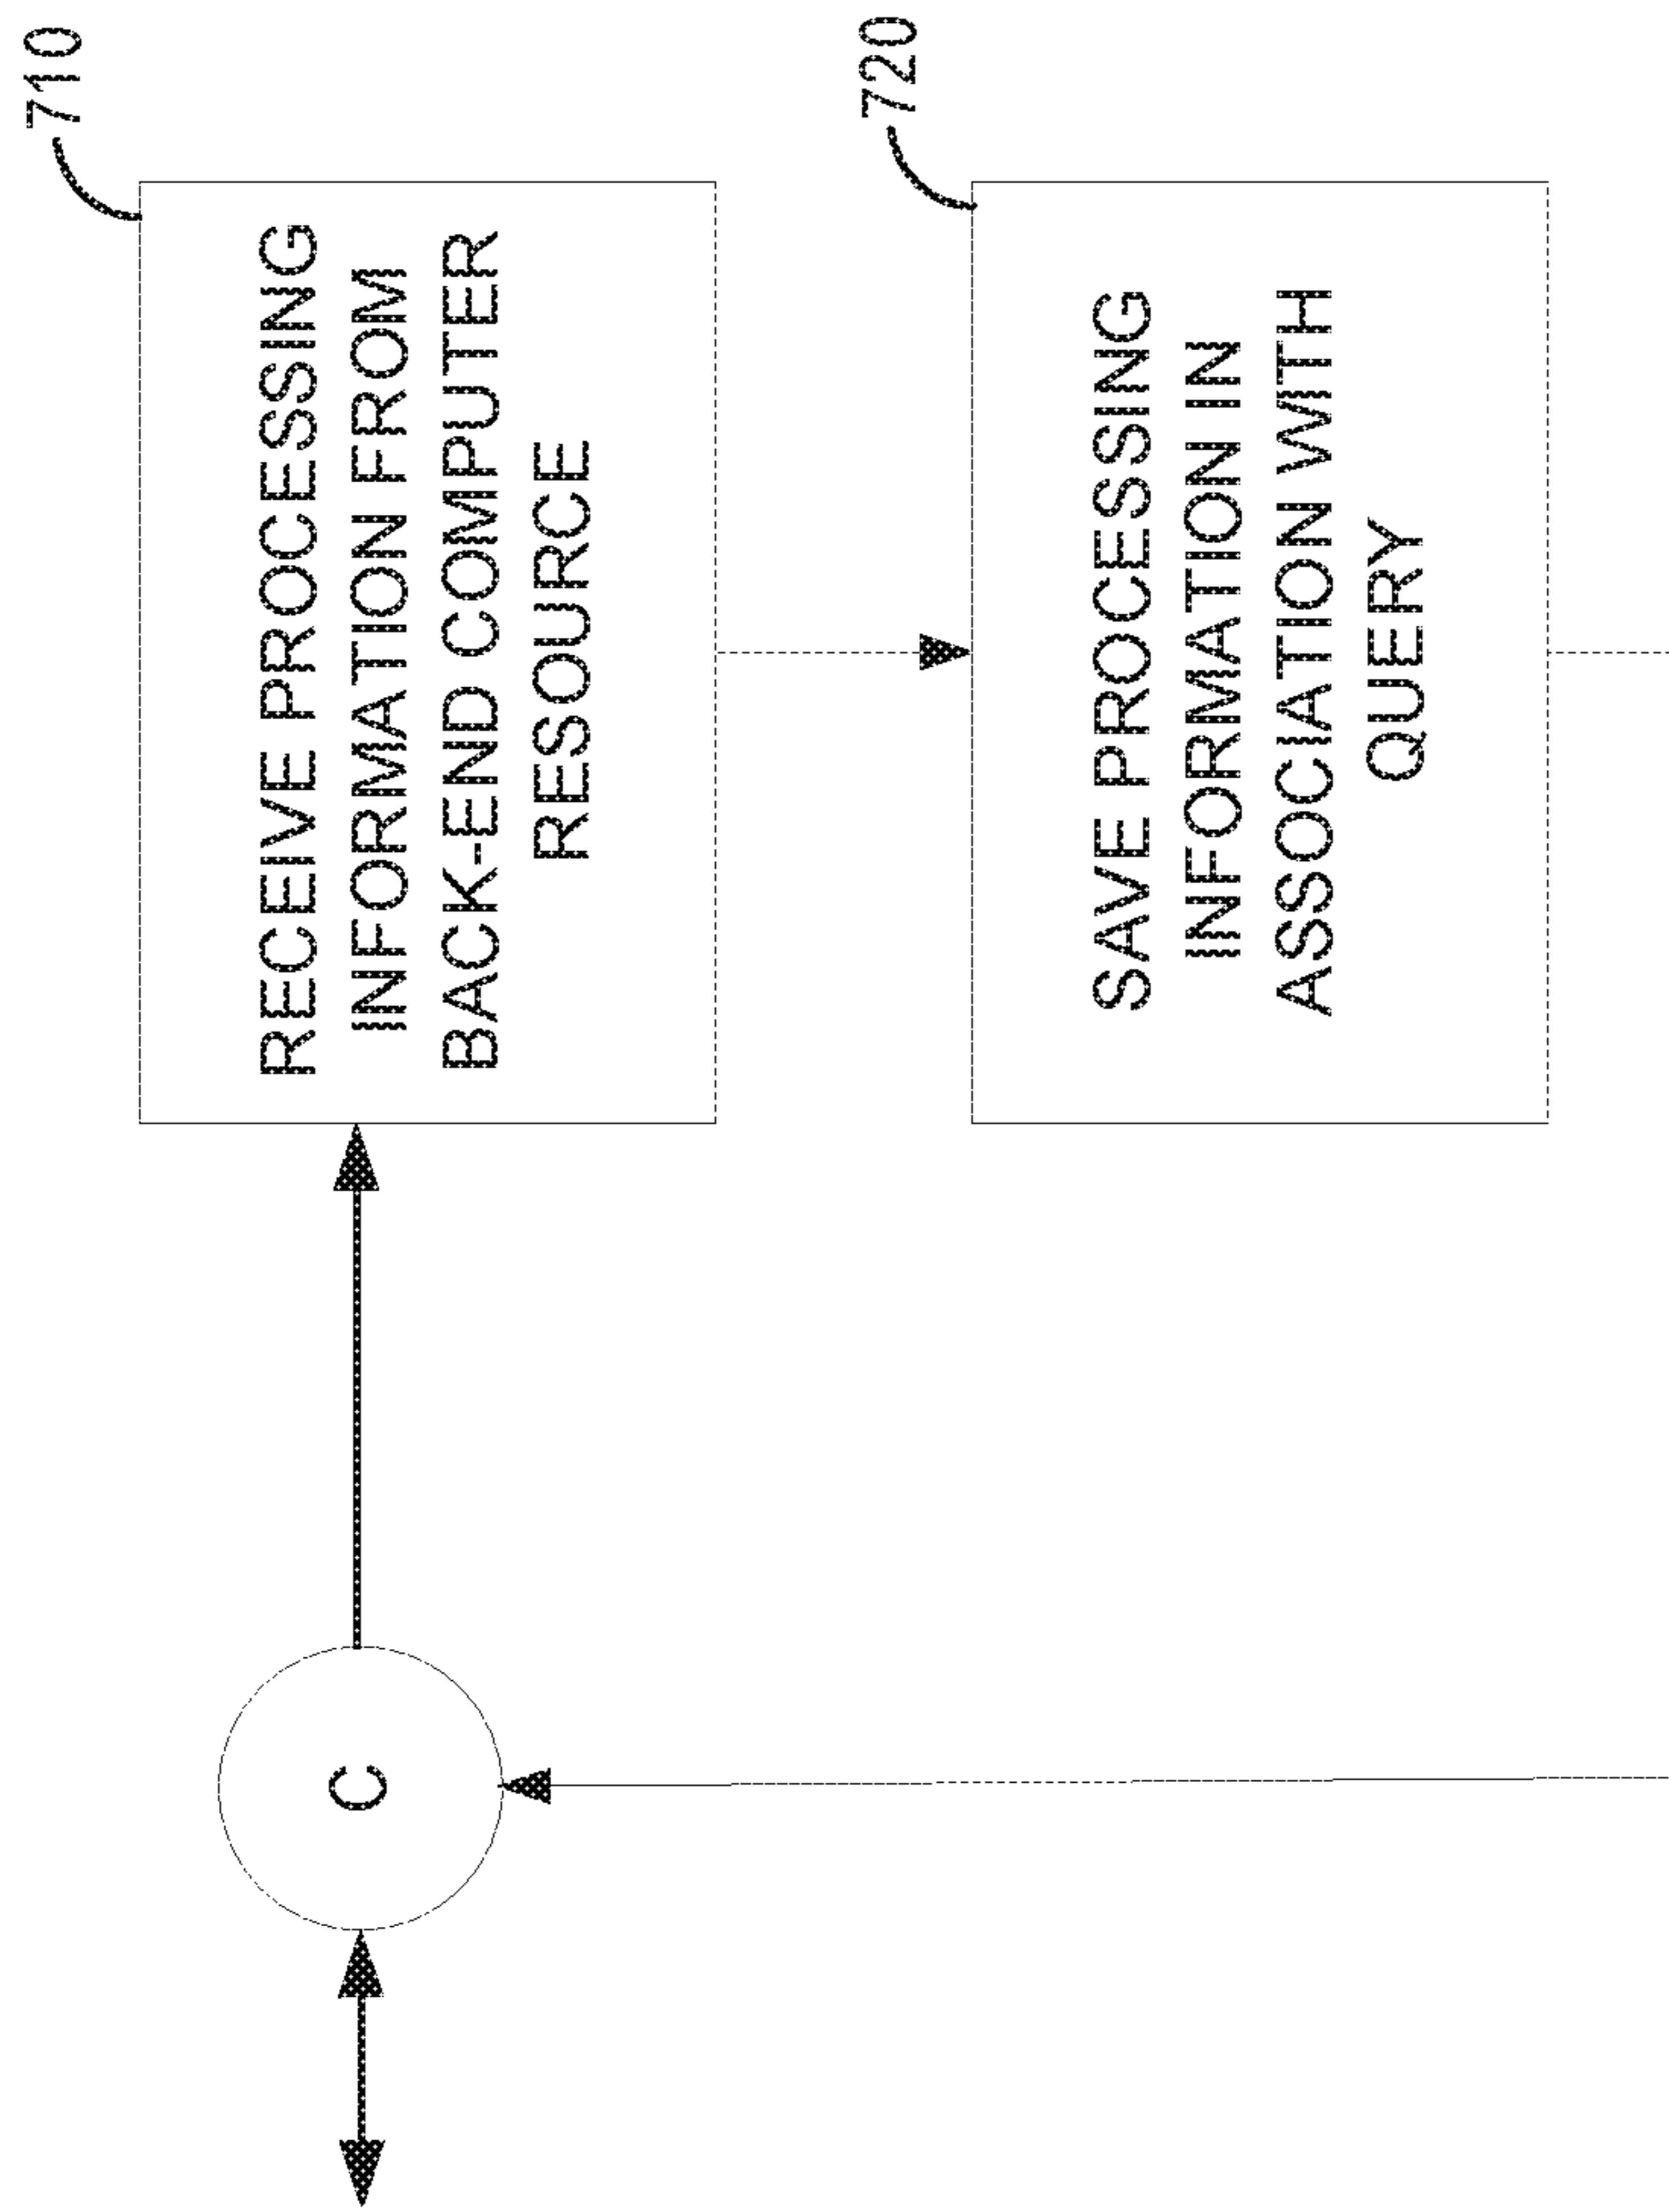 710
RECEIVE PROCESSING
INFORMATION FROM
BACK-END COMPUTER
RESOURCE
720
SAVE PROCESSING
INFORMATION IN
ASSOCIATION WITH
QUERY
C